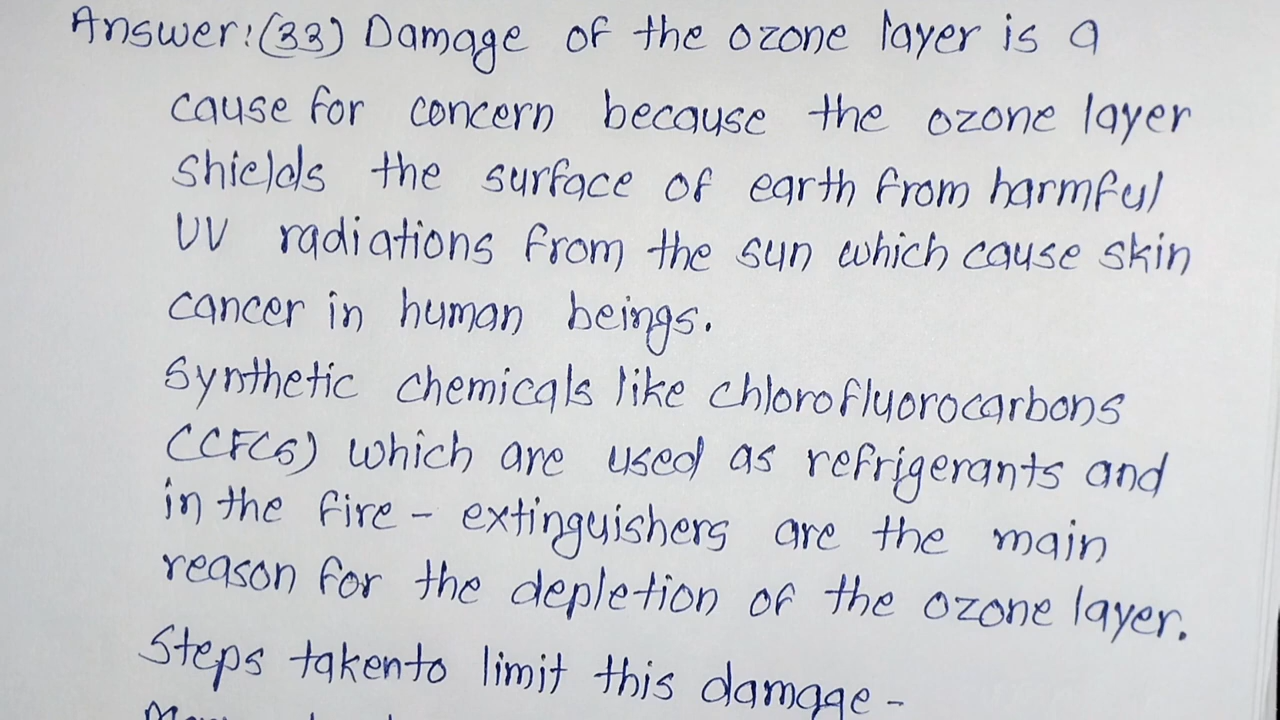 Answer:(33) Damage of the ozone layer is a
cause for concern because the ozone layer
shields the surface of earth from harmful
UV radiations from the sun which cause skin
cancer in human beings.
Synthetic chemicals like chlorofluorocarbons
(CFCs) which are used as refrigerants and
in the fire - extinguishers are the main
reason for the depletion of the ozone layer.
Steps takento limit this damage -